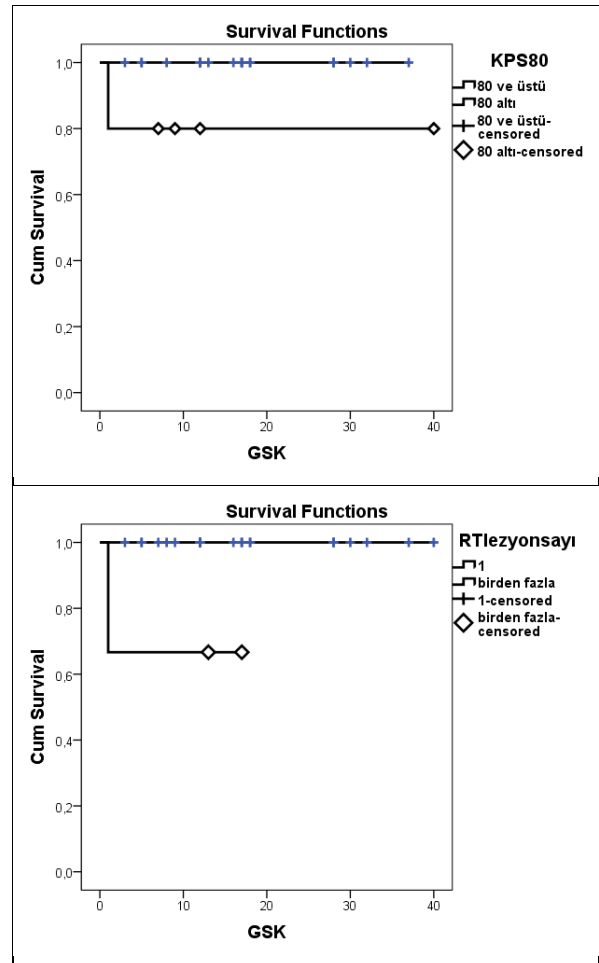 Survival Functions
KPS80
80 ve üstü
80 altı
80 ve üstü-
censored
80 altı-censored
Cum Survival
1,0
0,8
0,6
0,4
0,2
0,0
0
10
20
30
40
GSK
Survival Functions
RTlezyonsayı
1
birden fazla
1-censored
birden fazla-
censored
Cum Survival
1,0
0,8
0,6
0,4
0,2
0,0
0
10
20
30
40
GSK